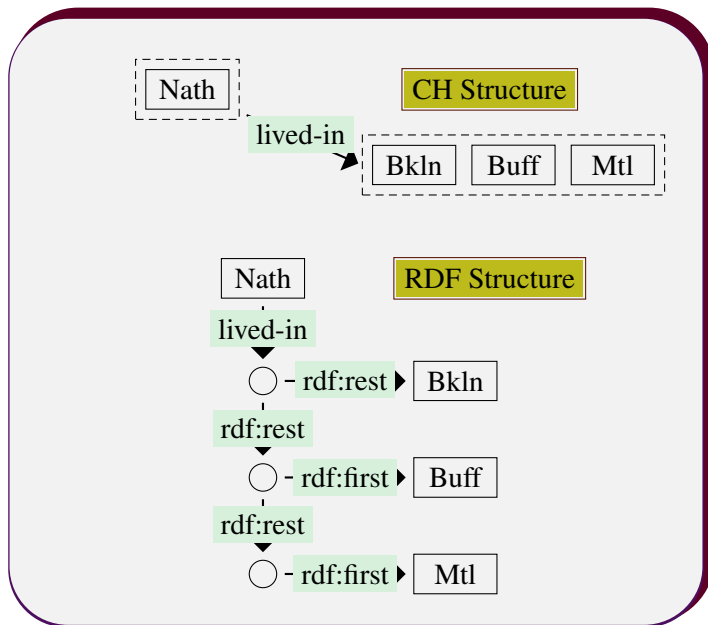 Nath
CH Structure
lived-in
Bkln Buff Mtl
Nath
RDF Structure
lived-in
rdf:rest Bkln
rdf:rest
rdf:first Buff
rdf:rest
rdf:first Mtl